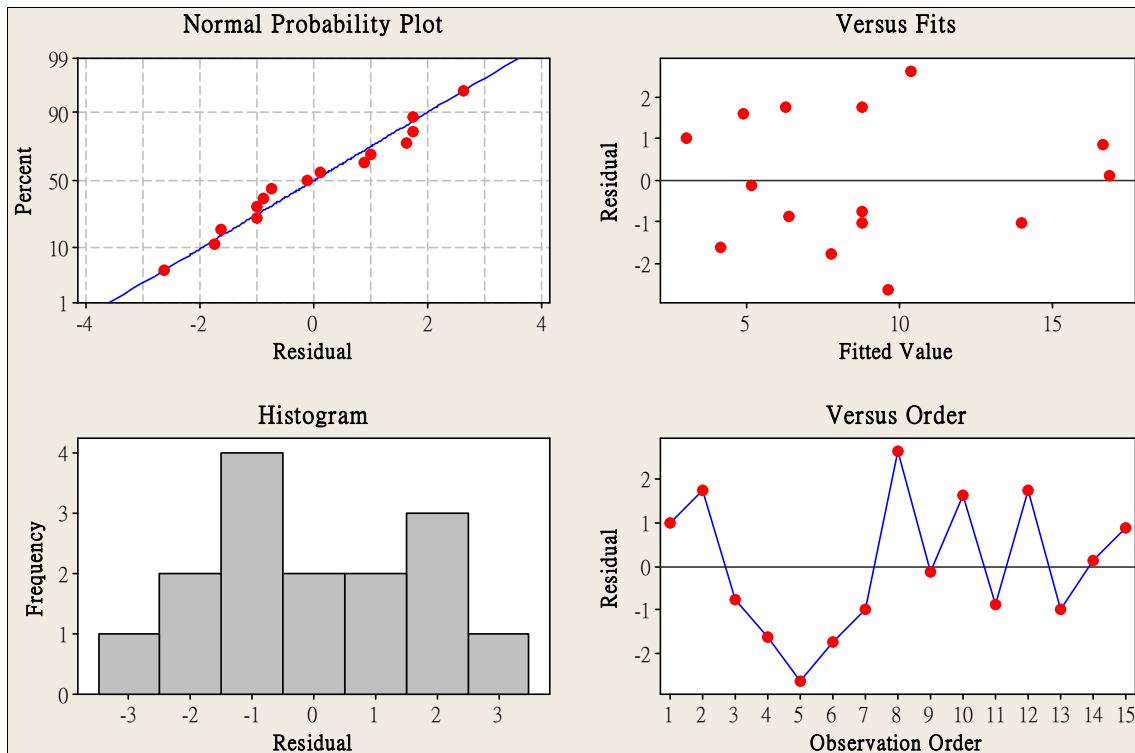 Normal Probability Plot
99
90
50
10
1
Percent
-4 -2 0 2 4
Residual
Versus Fits
2
1
0
-1
-2
Residual
5 10 15
Fitted Value
Histogram
4
3
2
1
0
Frequency
-3 -2 -1 0 1 2 3
Residual
Versus Order
2
1
0
-1
-2
Residual
1 2 3 4 5 6 7 8 9 10 11 12 13 14 15
Observation Order